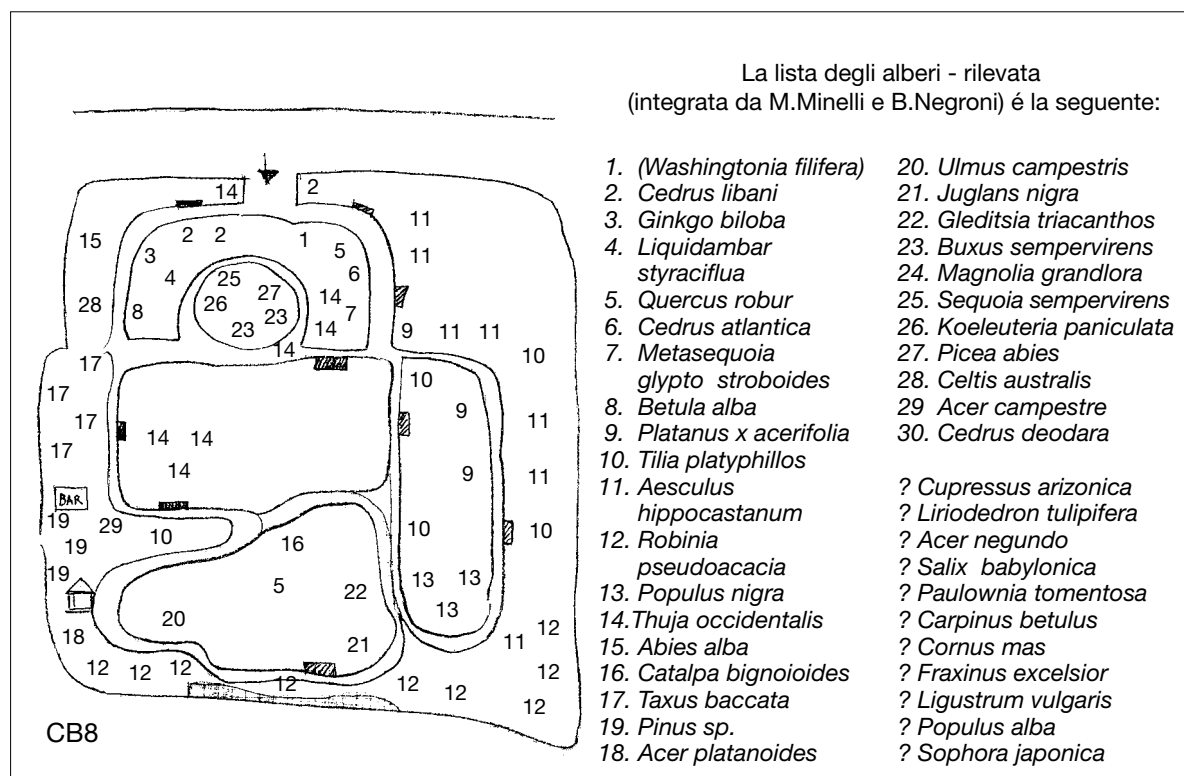 La lista degli alberi - rilevata
(integrata da M.Minelli e B.Negroni) é la seguente:
1. (Washingtonia filifera)
2. Cedrus libani
3. Ginkgo biloba
4. Liquidambar
styraciflua
5. Quercus robur
6. Cedrus atlantica
7. Metasequoia
glypto stroboides
8. Betula alba
9. Platanus x acerifolia
10. Tilia platyphillos
11. Aesculus
hippocastanum
12. Robinia
pseudoacacia
13. Populus nigra
14.Thuja occidentalis
15. Abies alba
16. Catalpa bignoioides
17. Taxus baccata
19. Pinus sp.
18. Acer platanoides
20. Ulmus campestris
21. Juglans nigra
22. Gleditsia triacanthos
23. Buxus sempervirens
24. Magnolia grandlora
25. Sequoia sempervirens
26. Koeleuteria paniculata
27. Picea abies
28. Celtis australis
29 Acer campestre
30. Cedrus deodara
? Cupressus arizonica
? Liriodedron tulipifera
? Acer negundo
? Salix babylonica
? Paulownia tomentosa
? Carpinus betulus
? Cornus mas
? Fraxinus excelsior
? Ligustrum vulgaris
? Populus alba
? Sophora japonica
14 2
11
15 2 2 1
3 5 11
4 25 6
28 8 26 27 14 7
23 23 14 9 11 11
14 10
17
10
17 9
17 11
14 14
17
14 9 11
BAR
19 29 10 10 10
19 16
19 5 13 13
22 13
20
18 21 11 12
12 12 12 12
12 12 12 12
CB8